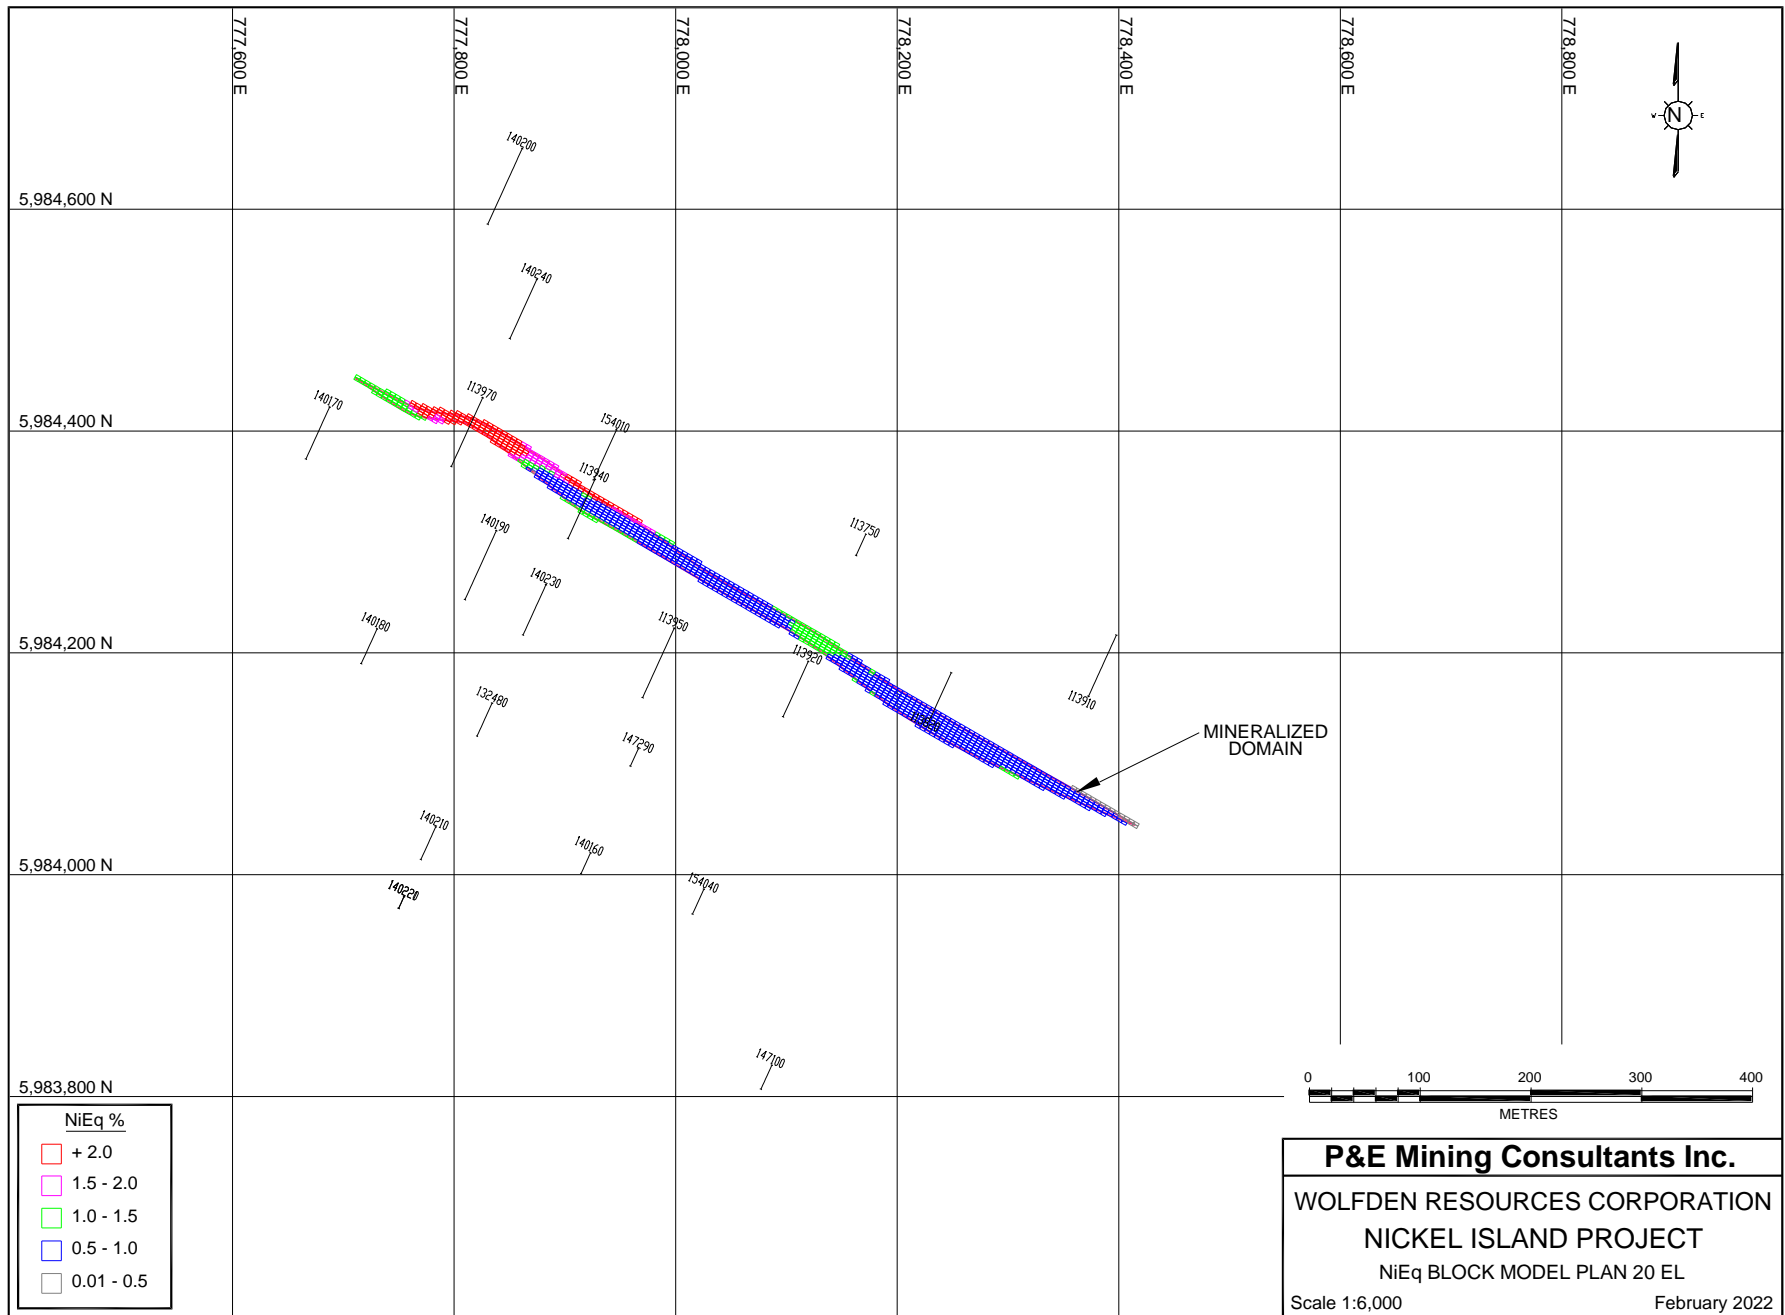 777,600 E
777,800 E
778,000 E
778,200 E
778,400 E
778,600 E
778,800 E
W N E
140200
5,984,600 N
140240
113970
140170
5,984,400 N
154010
113940
140190
113750
140230
113950
140180
5,984,200 N
113920
113910
132480
147290
MINERALIZED
DOMAIN
140210
140160
5,984,000 N
154040
147100
5,983,800 N
0 100 200 300 400
METRES
NiEq %
+ 2.0
1.5 - 2.0
1.0 - 1.5
0.5 - 1.0
0.01 - 0.5
P&E Mining Consultants Inc.
WOLFDEN RESOURCES CORPORATION
NICKEL ISLAND PROJECT
NiEq BLOCK MODEL PLAN 20 EL
Scale 1:6,000 February 2022